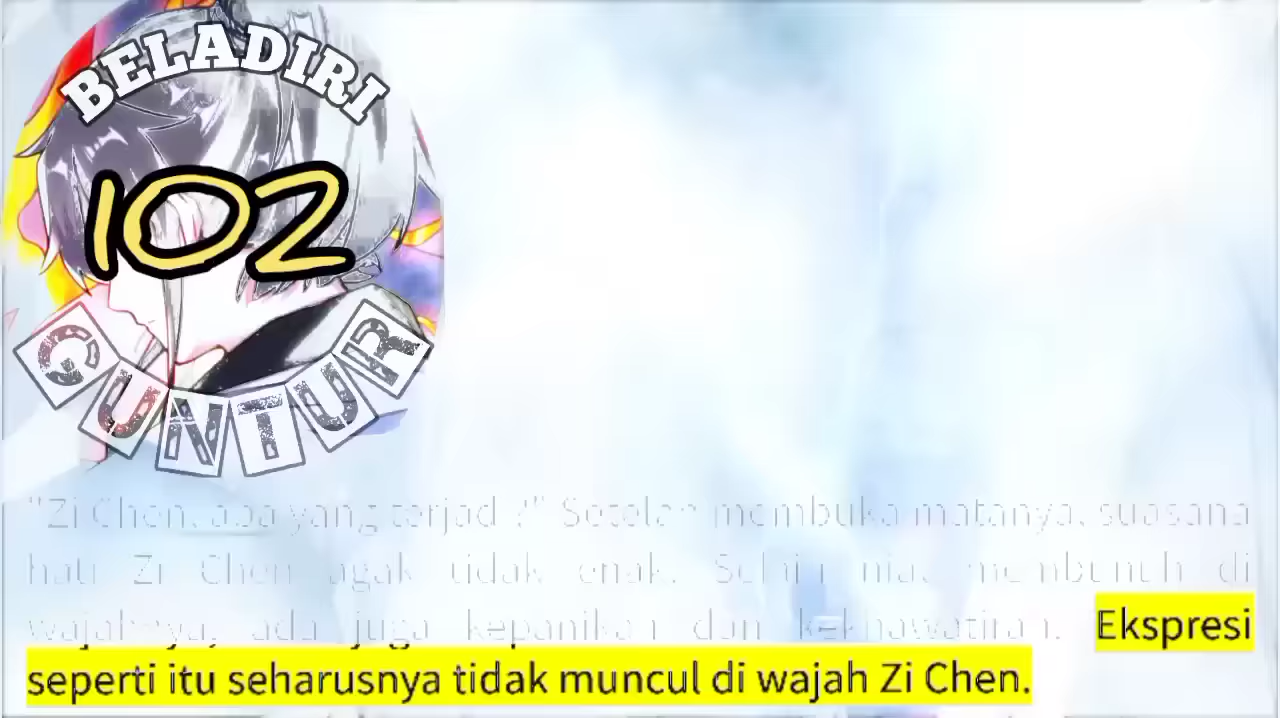 BELADIRI
102
GUNTUR
"Zi Chen, apa yang terjadi?" Setelah membuka matanya, suasana
hati Zi Chen agak tidak enak. Selain niat membunuh di
wajahnya, ada juga kepanikan dan kekhawatiran. Ekspresi
seperti itu seharusnya tidak muncul di wajah Zi Chen.